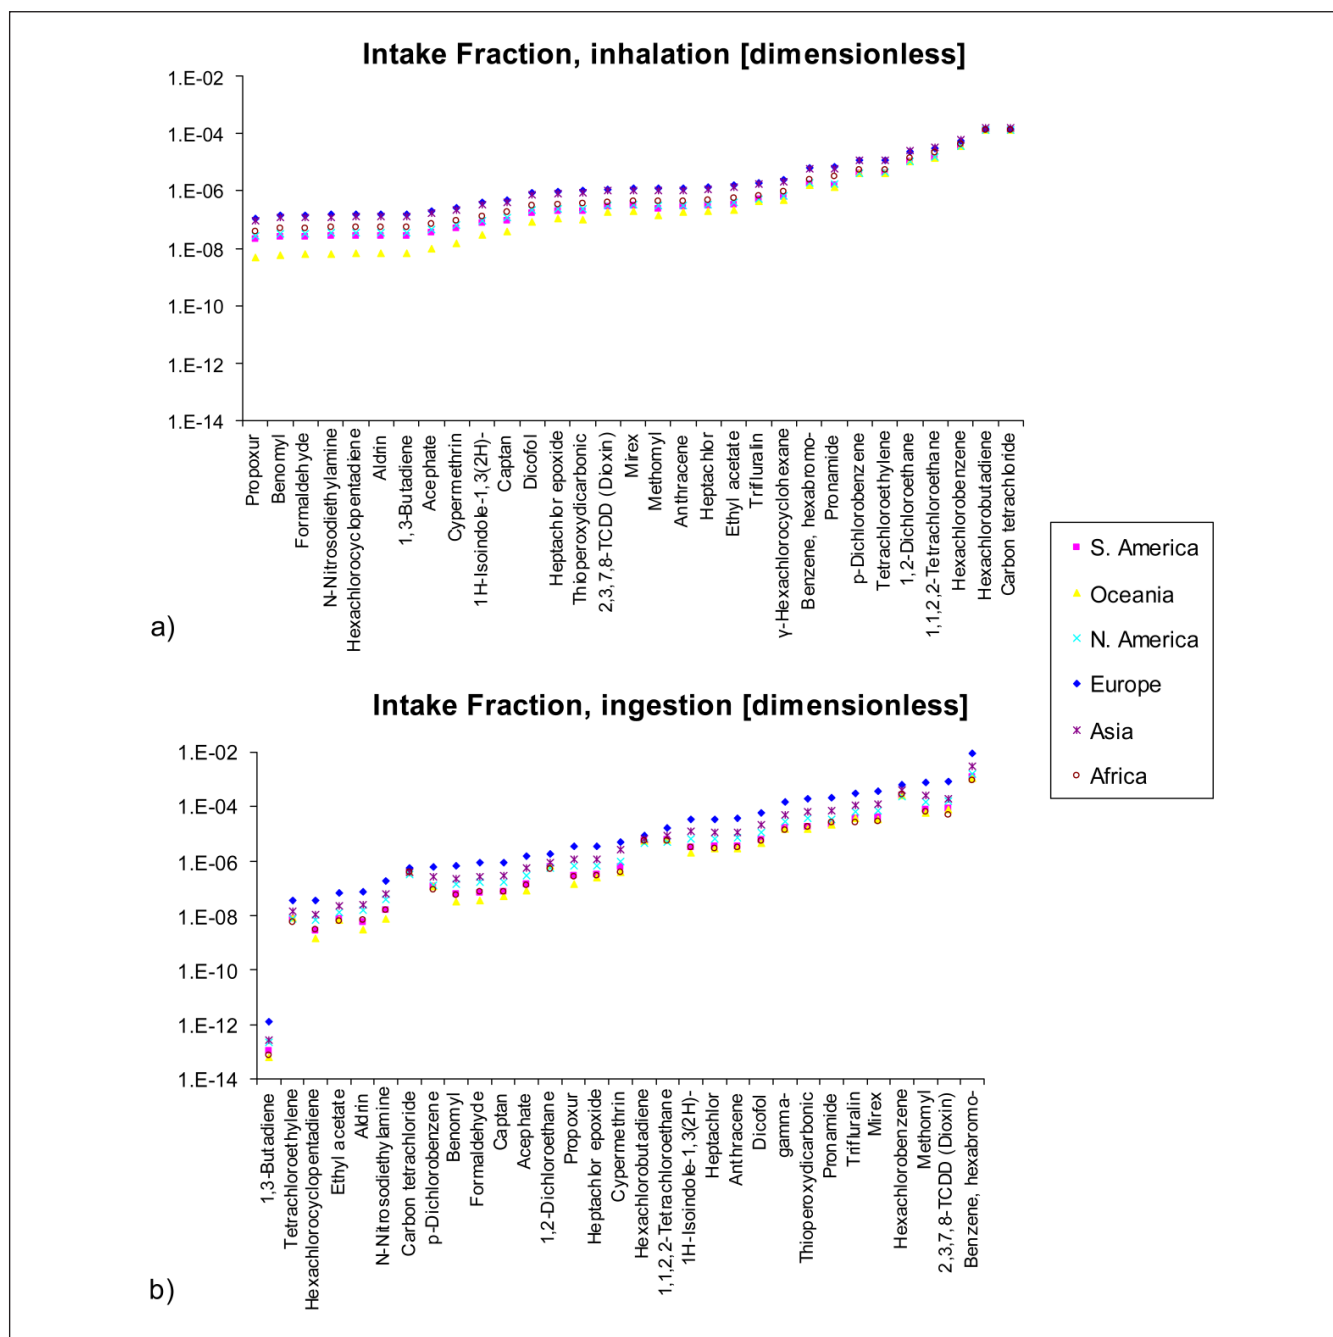 Intake Fraction, inhalation [dimensionless]
1.E-02
1.E-04
1.E-06
1.E-08
1.E-10
1.E-12
1.E-14
Propoxur
Benomyl
Formaldehyde
N-Nitrosodiethylamine
Hexachlorocyclopentadiene
Aldrin
1,3-Butadiene
Acephate
Cypermethrin
1H-Isoindole-1,3(2H)-
Captan
Dicofol
Heptachlor epoxide
Thioperoxydicarbonic
2,3,7,8-TCDD (Dioxin)
Mirex
Methomyl
Anthracene
Heptachlor
Ethyl acetate
Trifluralin
γ-Hexachlorocyclohexane
Benzene, hexabromo-
Pronamide
p-Dichlorobenzene
Tetrachloroethylene
1,2-Dichloroethane
1,1,2,2-Tetrachloroethane
Hexachlorobenzene
Hexachlorobutadiene
Carbon tetrachloride
a)
S. America
Oceania
N. America
Europe
Asia
Africa
Intake Fraction, ingestion [dimensionless]
1.E-02
1.E-04
1.E-06
1.E-08
1.E-10
1.E-12
1.E-14
1,3-Butadiene
Tetrachloroethylene
Hexachlorocyclopentadiene
Ethyl acetate
Aldrin
N-Nitrosodiethylamine
Carbon tetrachloride
p-Dichlorobenzene
Benomyl
Formaldehyde
Captan
Acephate
1,2-Dichloroethane
Propoxur
Heptachlor epoxide
Cypermethrin
Hexachlorobutadiene
1,1,2,2-Tetrachloroethane
1H-Isoindole-1,3(2H)-
Heptachlor
Anthracene
Dicofol
gamma-
Thioperoxydicarbonic
Pronamide
Trifluralin
Mirex
Hexachlorobenzene
Methomyl
2,3,7,8-TCDD (Dioxin)
Benzene, hexabromo-
b)